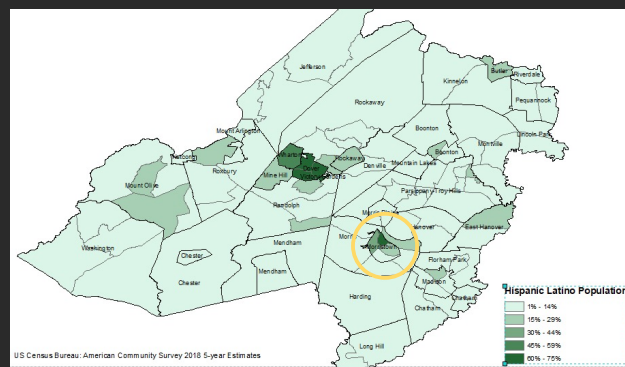 Jefferson
Butler
Riverdale
Kinnelon
Pequannock
Rockaway
Mount Arlington
Boonton
Lincoln Park
Montville
Wharton
Rockaway
Boonton
Dover
Denville
Mountain Lakes
Roxbury
Mine Hill
Mount Olive
Parsippany-Troy Hills
Randolph
Hanover
East Hanover
Washington
Mendham
Morristown
Florham Park
Chester
Mendham
Madison
Chester
Harding
Chatham
Chatham
Long Hill
Hispanic Latino Population
1% - 14%
15% - 29%
30% - 44%
45% - 59%
60% - 75%
US Census Bureau: American Community Survey 2018 5-year Estimates